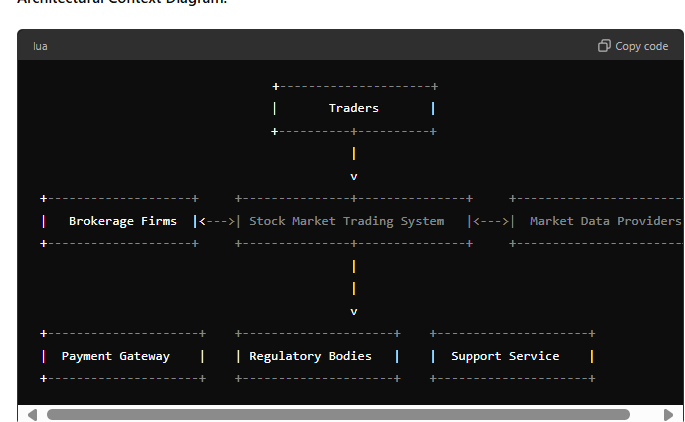 Architectural Context Diagram:
lua Copy code
+---------------------+
| Traders |
+----------+----------+
|
v
+--------------------+ +---------------+---------------+ +-----------------------
| Brokerage Firms |<--->| Stock Market Trading System |<--->| Market Data Providers
+--------------------+ +---------------+---------------+ +-----------------------
|
|
v
+---------------------+ +---------------------+ +---------------------+
| Payment Gateway | | Regulatory Bodies | | Support Service |
+---------------------+ +---------------------+ +---------------------+